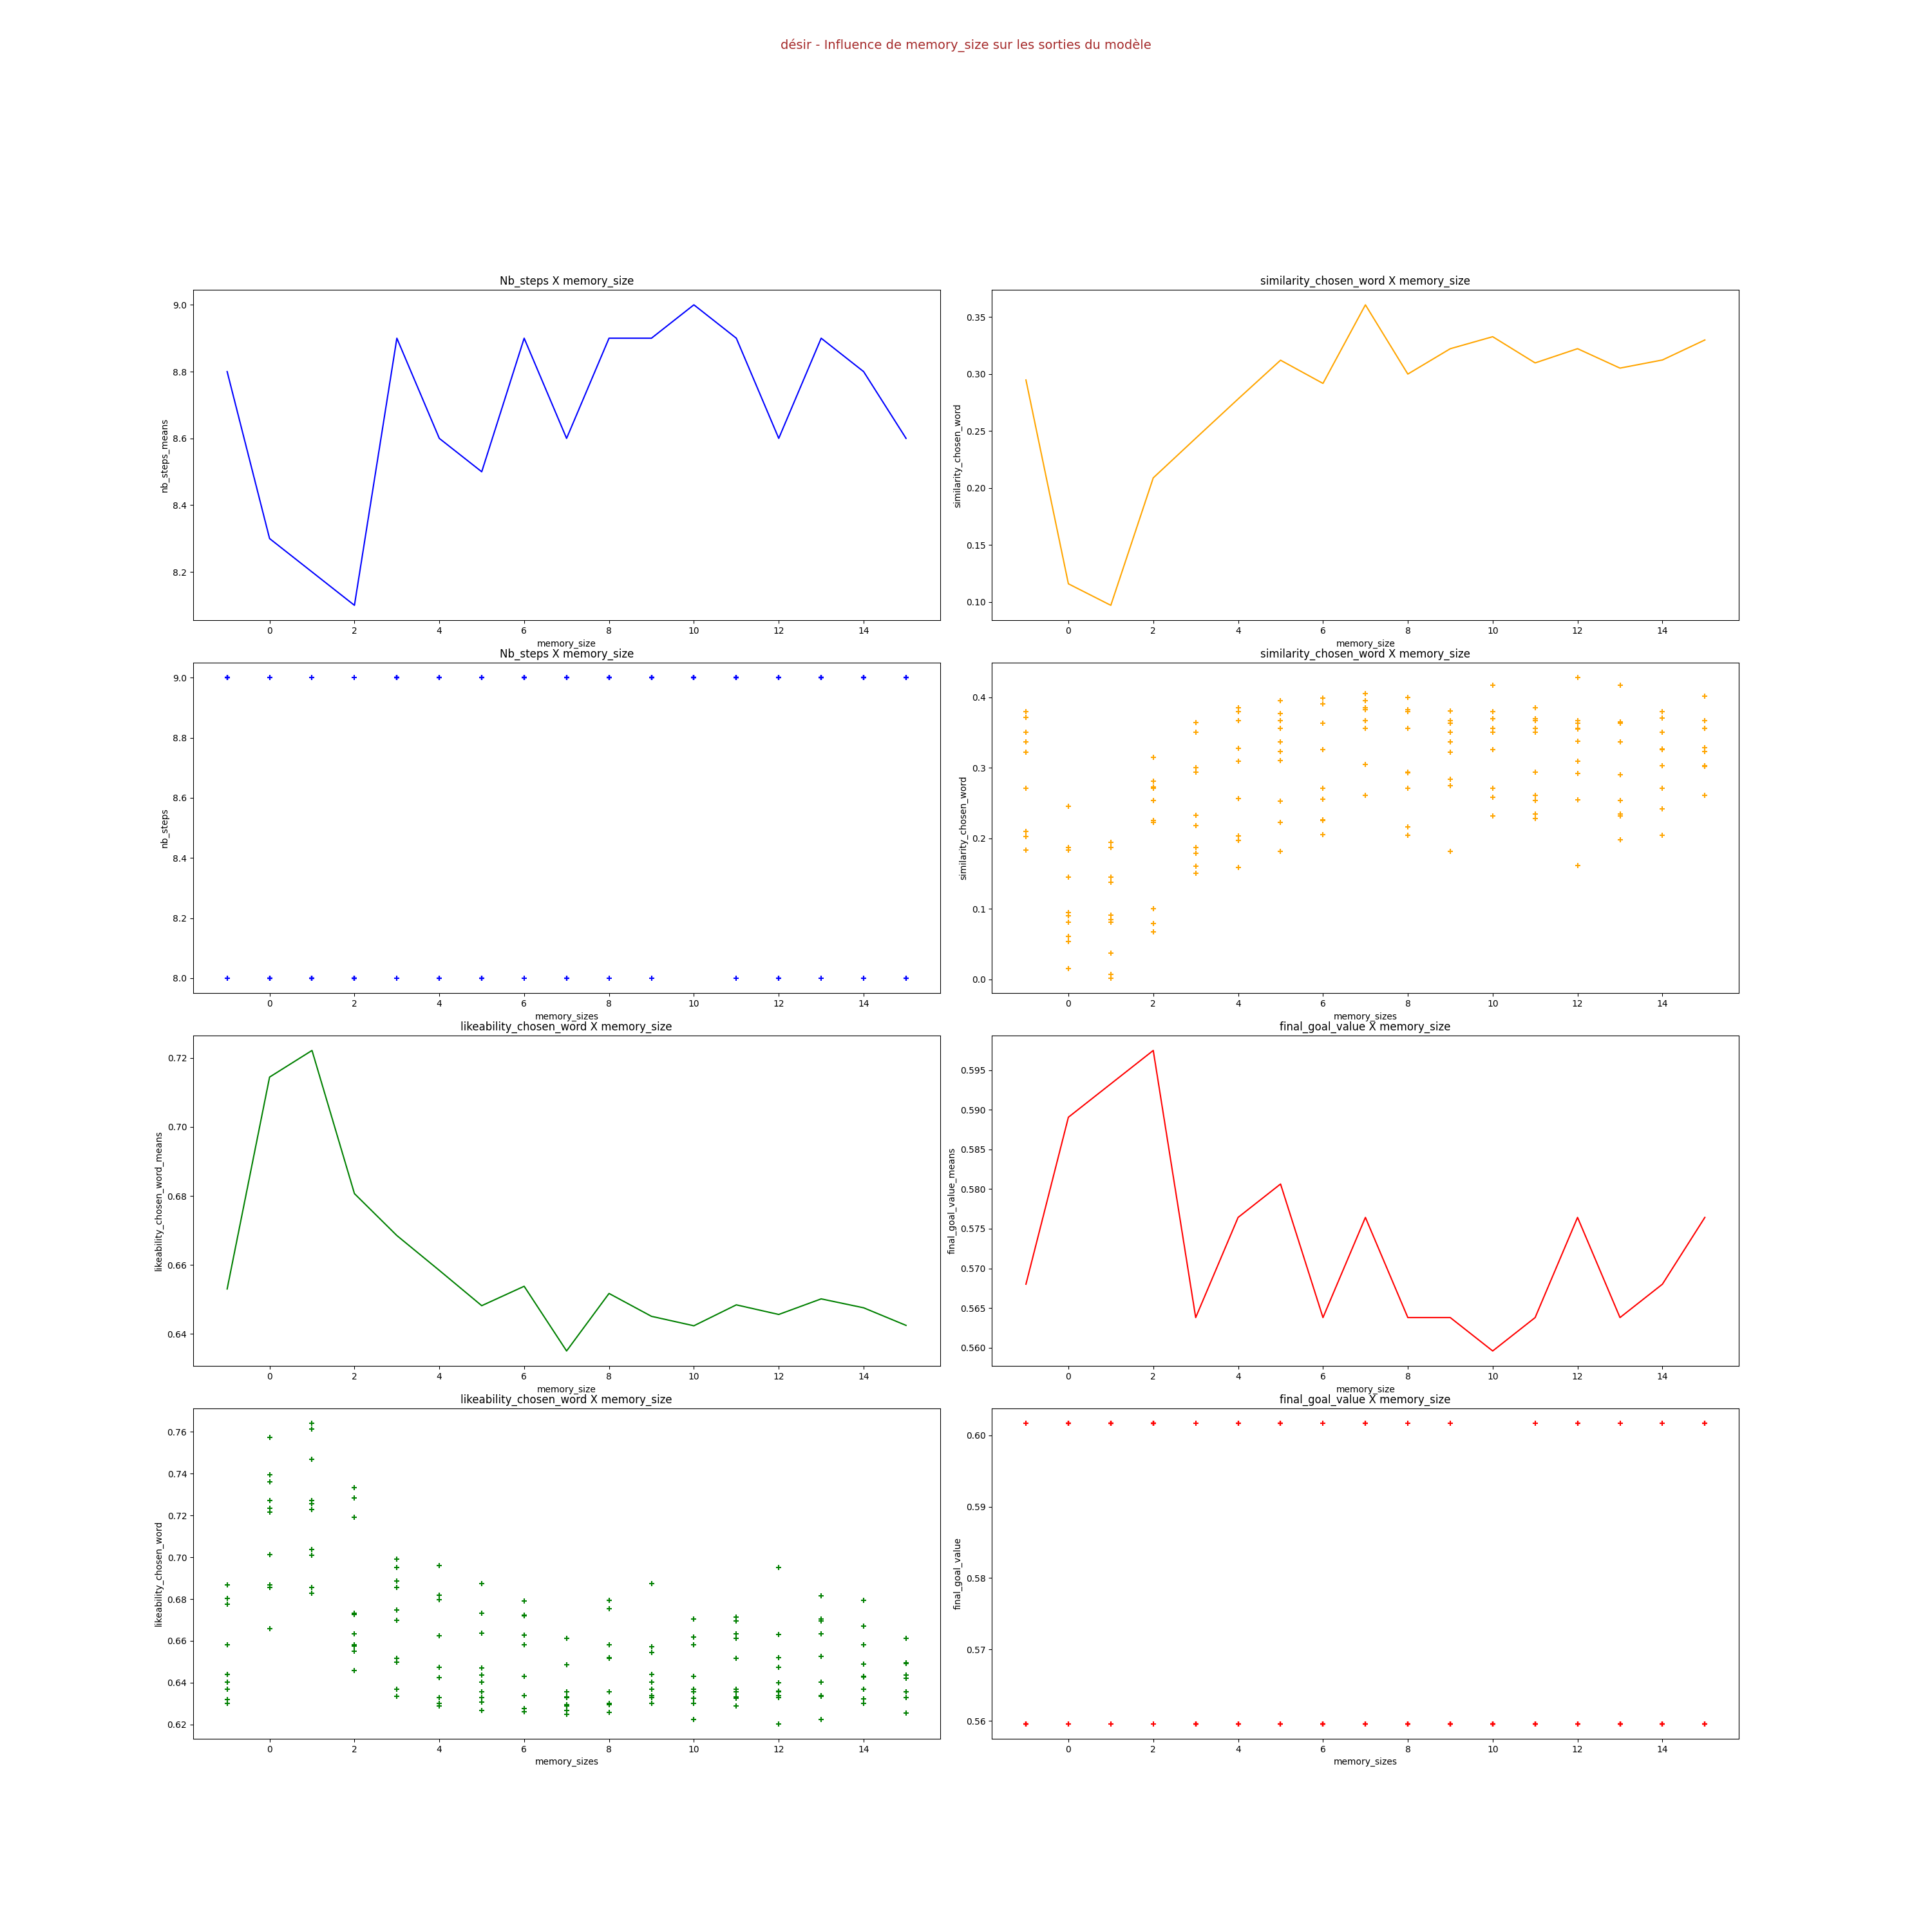 désir - Influence de memory_size sur les sorties du modèle
Nb_steps X memory_size
nb_steps_means
9.0
8.8
8.6
8.4
8.2
0 2 4 6 8 10 12 14
memory_size
similarity_chosen_word X memory_size
similarity_chosen_word
0.35
0.30
0.25
0.20
0.15
0.10
0 2 4 6 8 10 12 14
memory_size
Nb_steps X memory_size
nb_steps
9.0
8.8
8.6
8.4
8.2
8.0
0 2 4 6 8 10 12 14
memory_sizes
similarity_chosen_word X memory_size
similarity_chosen_word
0.4
0.3
0.2
0.1
0.0
0 2 4 6 8 10 12 14
memory_sizes
likeability_chosen_word X memory_size
likeability_chosen_word_means
0.72
0.70
0.68
0.66
0.64
0 2 4 6 8 10 12 14
memory_size
final_goal_value X memory_size
final_goal_value_means
0.595
0.590
0.585
0.580
0.575
0.570
0.565
0.560
0 2 4 6 8 10 12 14
memory_size
likeability_chosen_word X memory_size
likeability_chosen_word
0.76
0.74
0.72
0.70
0.68
0.66
0.64
0.62
0 2 4 6 8 10 12 14
memory_sizes
final_goal_value X memory_size
final_goal_value
0.60
0.59
0.58
0.57
0.56
0 2 4 6 8 10 12 14
memory_sizes